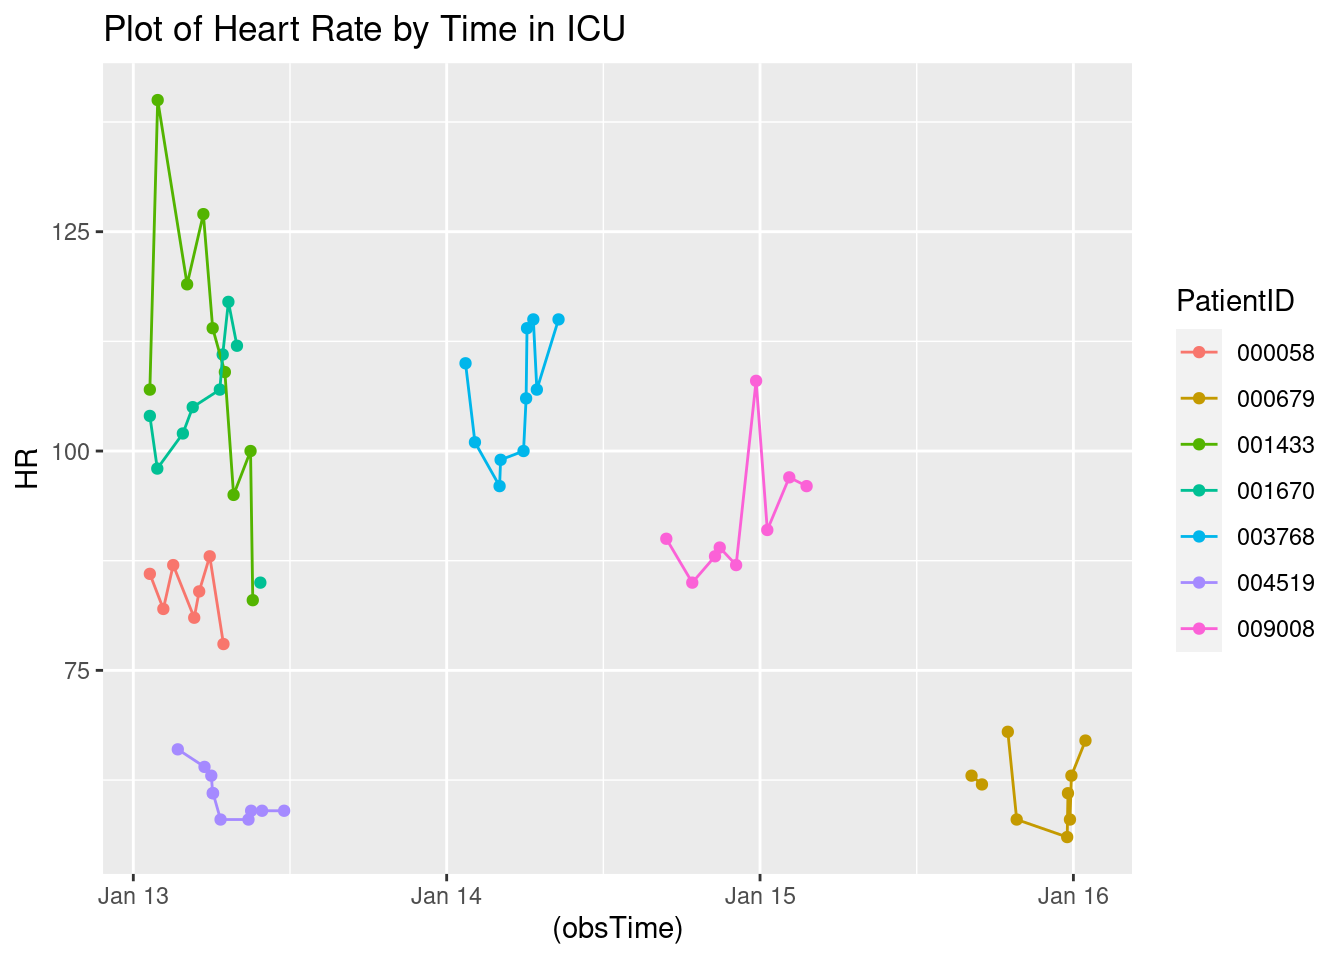 Plot of Heart Rate by Time in ICU
HR
125
100
75
Jan 13
Jan 14
Jan 15
Jan 16
(obsTime)
PatientID
000058
000679
001433
001670
003768
004519
009008